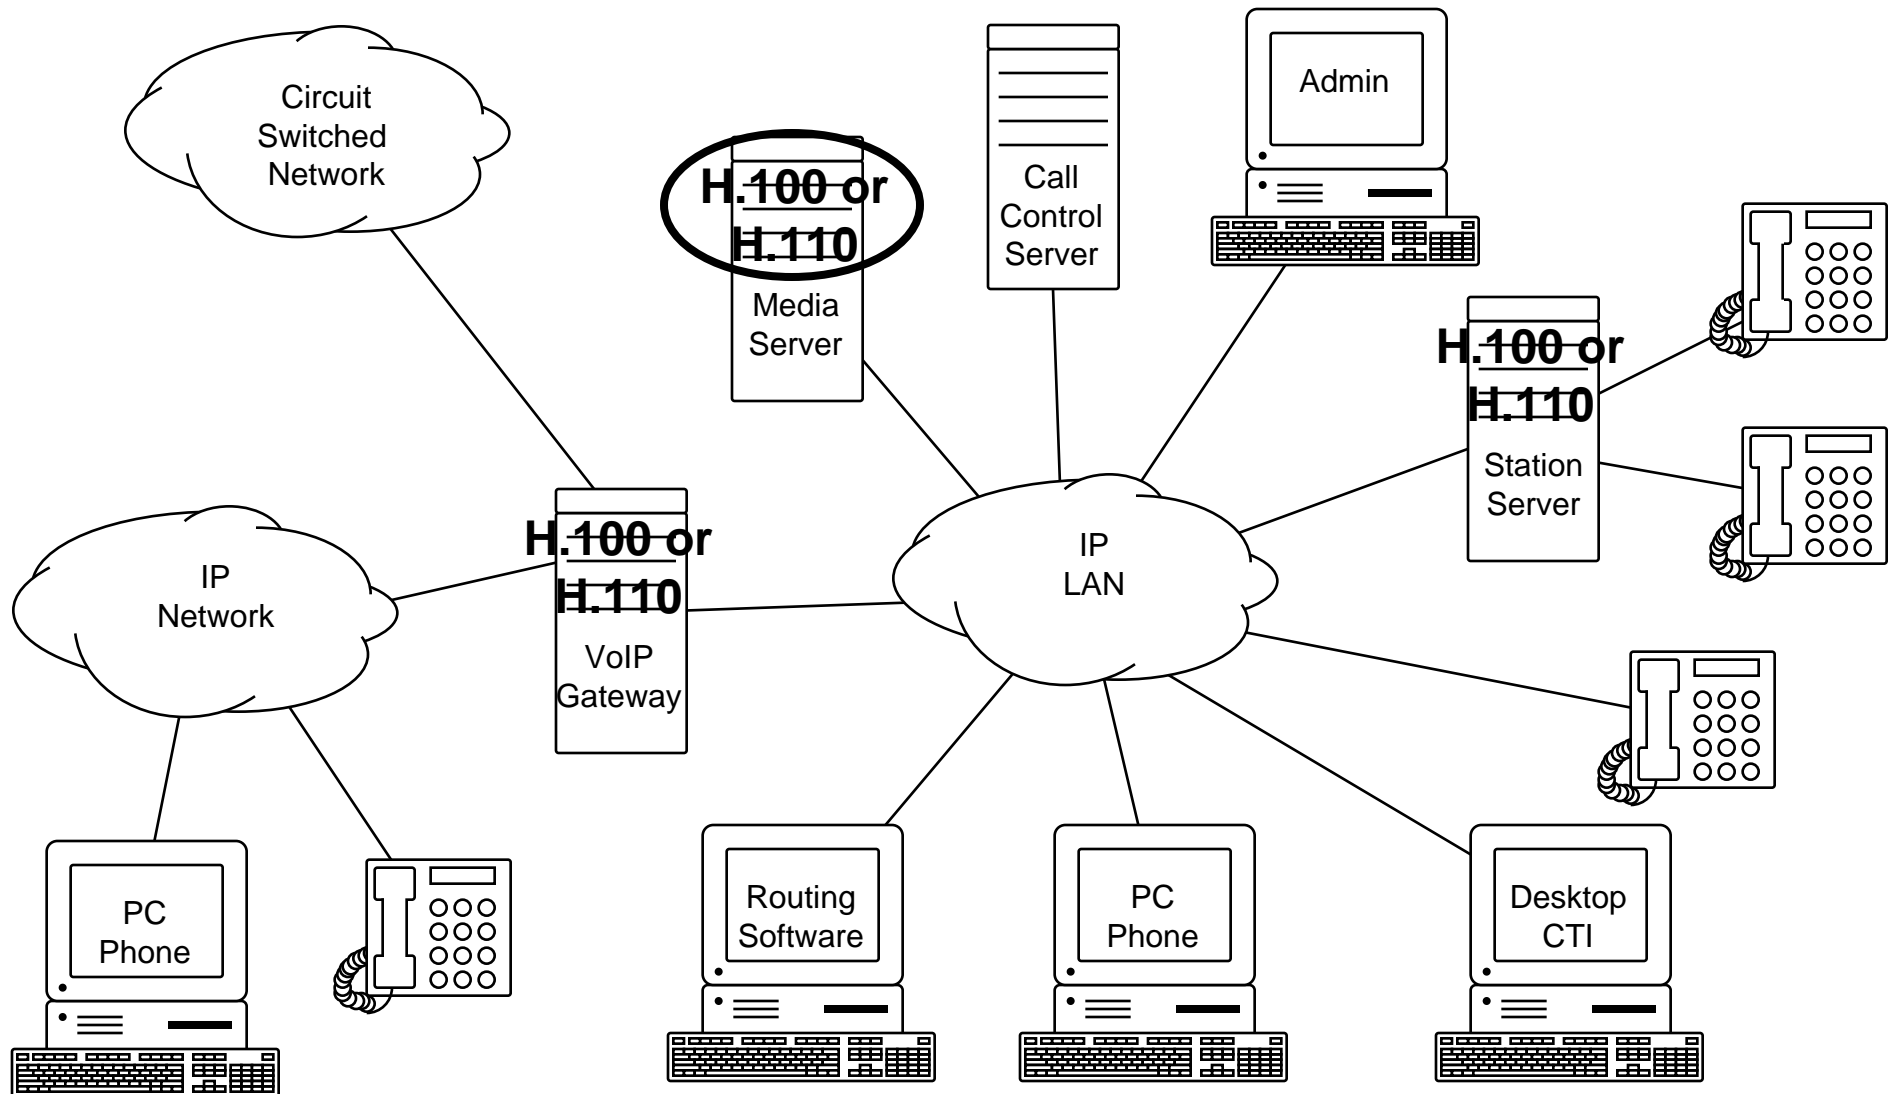 Circuit
Switched
Network
H.100 or
H.110
Media
Server
Call
Control
Server
Admin
H.100 or
H.110
Station
Server
H.100 or
H.110
VoIP
Gateway
IP
Network
IP
LAN
PC
Phone
Routing
Software
PC
Phone
Desktop
CTI